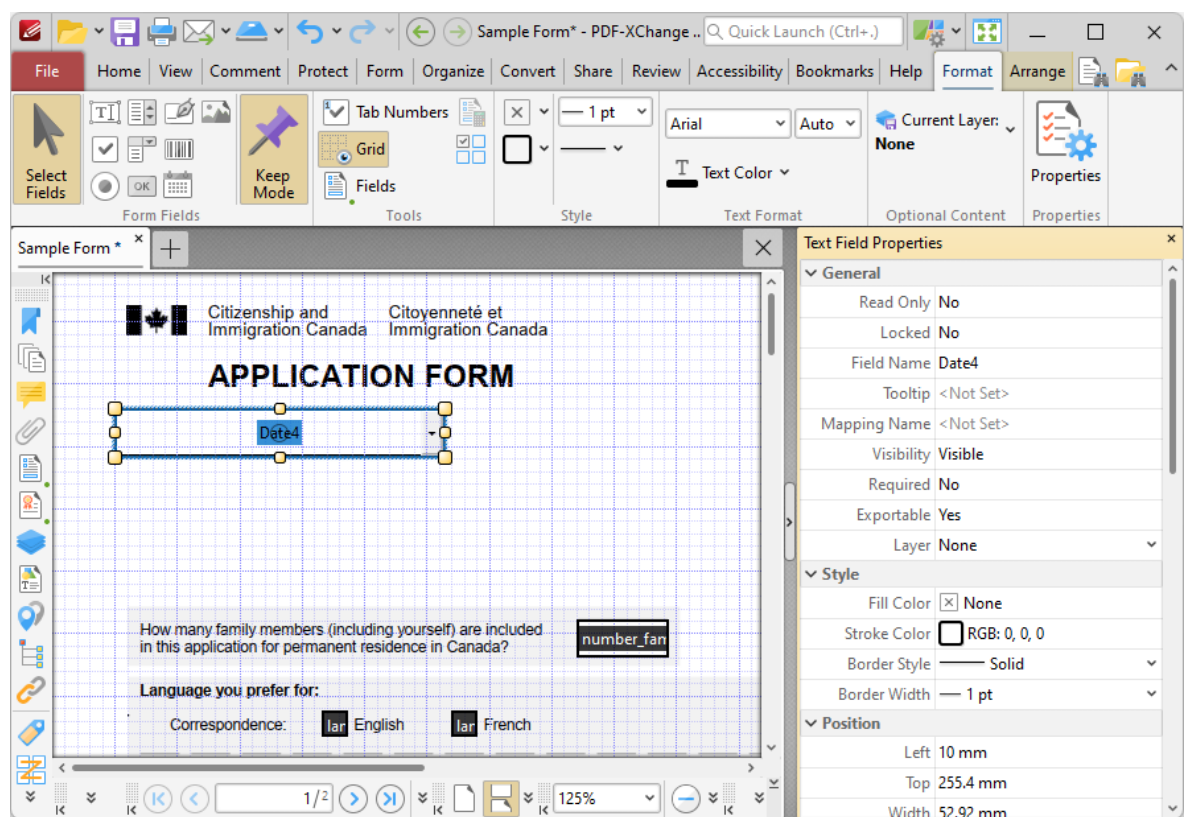 Sample Form* - PDF-XChange ..
Quick Launch (Ctrl+.)
File Home View Comment Protect Form Organize Convert Share Review Accessibility Bookmarks Help Format Arrange
Select Fields
OK
Keep Mode
Form Fields
Tab Numbers
Grid
Fields
Tools
1 pt
Style
Arial
Auto
Text Color
Text Format
Current Layer:
None
Optional Content
Properties
Properties
Sample Form *
Citizenship and
Immigration Canada
Citoyenneté et
Immigration Canada
APPLICATION FORM
Date4
How many family members (including yourself) are included
in this application for permanent residence in Canada?
number_fam
Language you prefer for:
Correspondence:
lar English
lar French
1/2
125%
Text Field Properties
General
Read Only No
Locked No
Field Name Date4
Tooltip <Not Set>
Mapping Name <Not Set>
Visibility Visible
Required No
Exportable Yes
Layer None
Style
Fill Color None
Stroke Color RGB: 0, 0, 0
Border Style Solid
Border Width 1 pt
Position
Left 10 mm
Top 255.4 mm
Width 52.92 mm